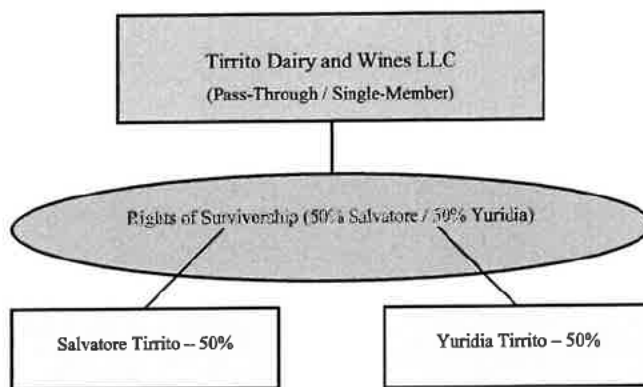 Tirrito Dairy and Wines LLC
(Pass-Through / Single-Member)
Rights of Survivership (50% Salvatore / 50% Yuridia)
Salvatore Tirrito – 50%
Yuridia Tirrito – 50%